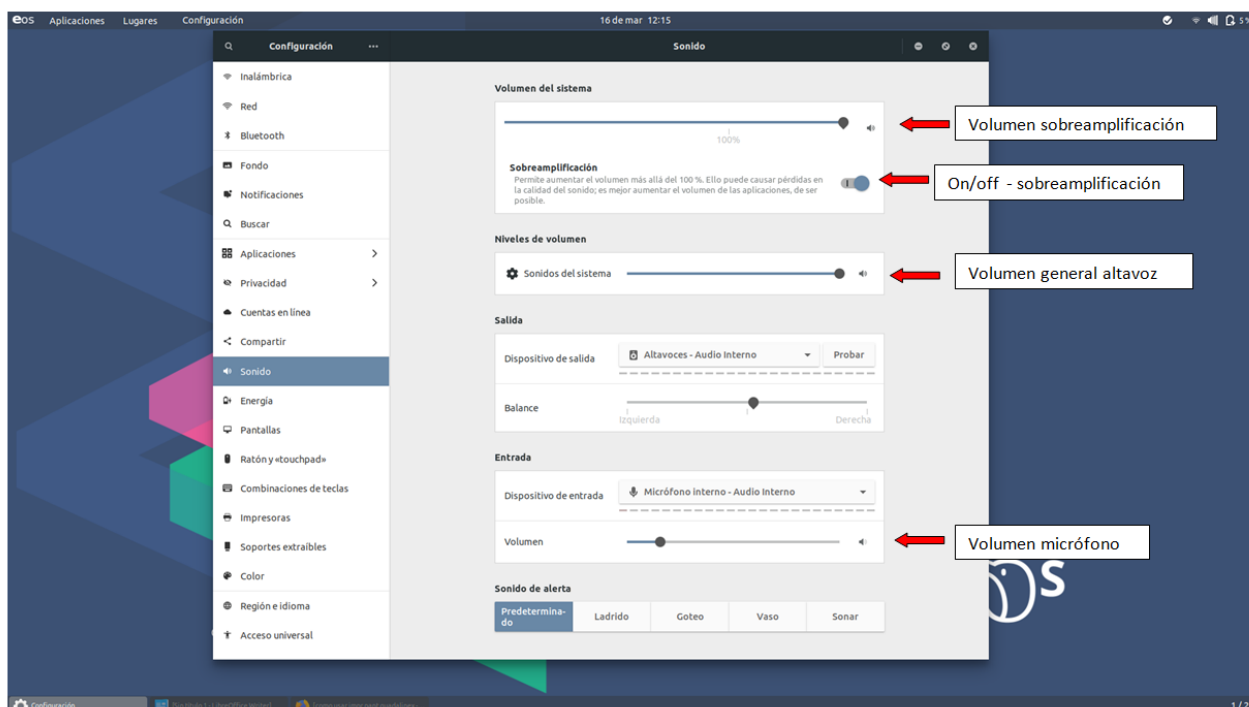 eos Aplicaciones Lugares Configuración 16 de mar 12:15 5%
Configuración Sonido
Inalámbrica
Red
Bluetooth
Fondo
Notificaciones
Buscar
Aplicaciones
Privacidad
Cuentas en línea
Compartir
Sonido
Energía
Pantallas
Ratón y «touchpad»
Combinaciones de teclas
Impresoras
Soportes extraíbles
Color
Región e idioma
Acceso universal
Volumen del sistema
100%
Sobreamplificación
Permite aumentar el volumen más allá del 100 %. Ello puede causar pérdidas en
la calidad del sonido; es mejor aumentar el volumen de las aplicaciones, de ser
posible.
Niveles de volumen
Sonidos del sistema
Salida
Dispositivo de salida Altavoces - Audio Interno Probar
Balance
Izquierda Derecha
Entrada
Dispositivo de entrada Micrófono interno - Audio Interno
Volumen
Sonido de alerta
Predetermina-
do Ladrido Goteo Vaso Sonar
Volumen sobreamplificación
On/off - sobreamplificación
Volumen general altavoz
Volumen micrófono
S
Configuración
1 / 2